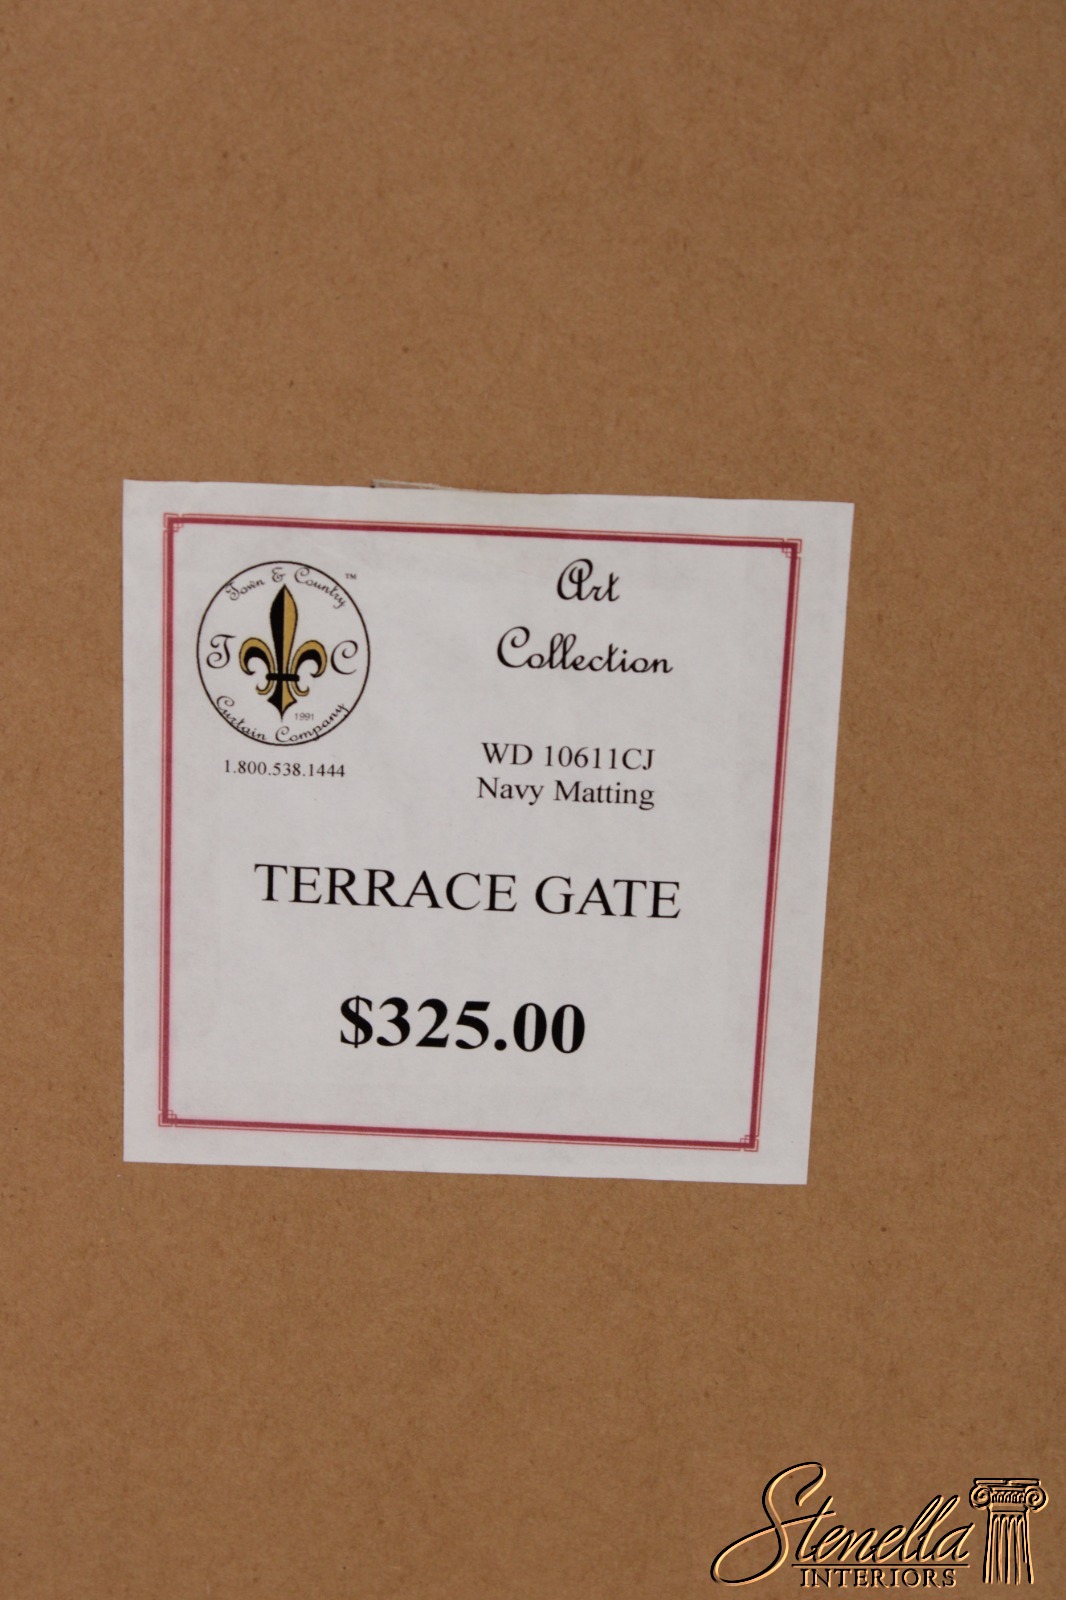 Town & Country ™
T C
1991
Curtain Company
1.800.538.1444
Art
Collection
WD 10611CJ
Navy Matting
TERRACE GATE
$325.00
Stenella
INTERIORS